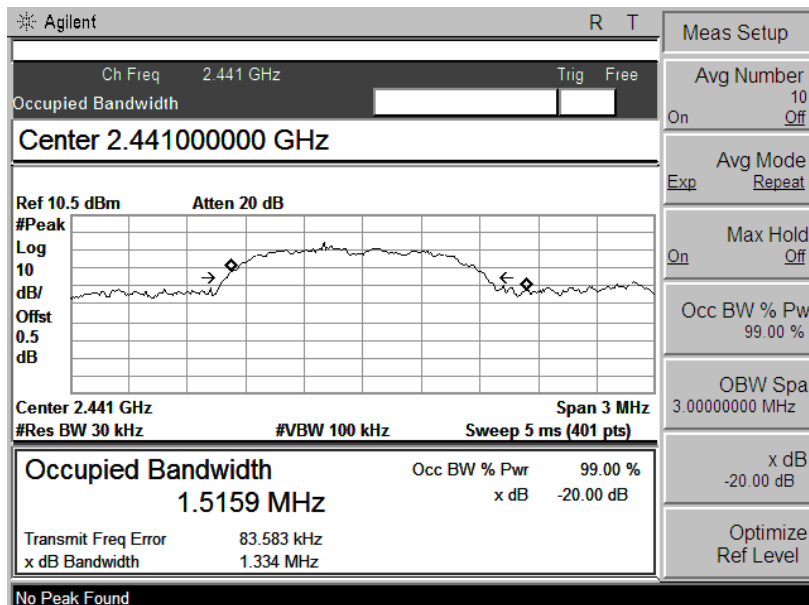 Agilent R T
Ch Freq 2.441 GHz Trig Free
Occupied Bandwidth
Center 2.441000000 GHz
Ref 10.5 dBm Atten 20 dB
#Peak
Log
10
dB/
Offst
0.5
dB
Center 2.441 GHz Span 3 MHz
#Res BW 30 kHz #VBW 100 kHz Sweep 5 ms (401 pts)
Occupied Bandwidth Occ BW % Pwr 99.00 %
1.5159 MHz x dB -20.00 dB
Transmit Freq Error 83.583 kHz
x dB Bandwidth 1.334 MHz
No Peak Found
Meas Setup
Avg Number
10
On Off
Avg Mode
Exp Repeat
Max Hold
On Off
Occ BW % Pw
99.00 %
OBW Spa
3.00000000 MHz
x dB
-20.00 dB
Optimize
Ref Level